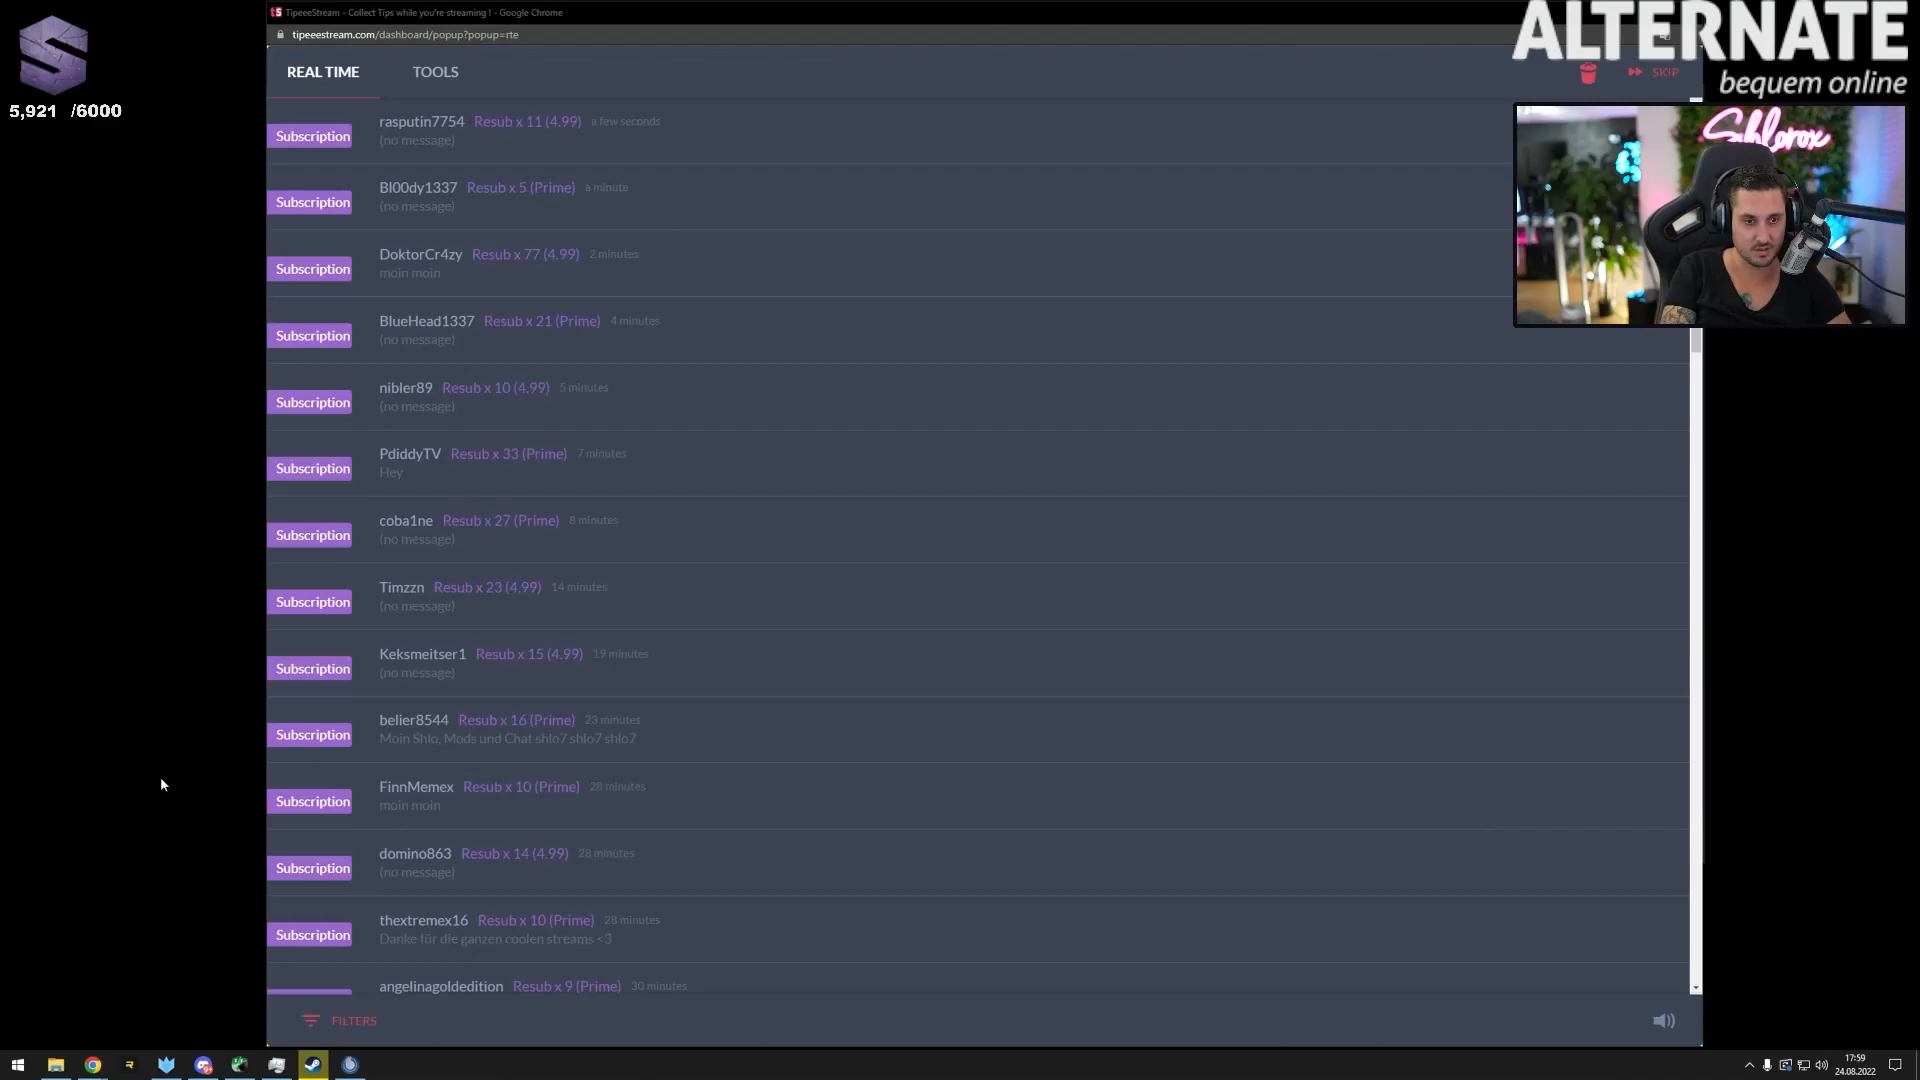 TipeeeStream - Collect Tips while you're streaming ! - Google Chrome
tipeeestream.com/dashboard/popup?popup=rte
ALTERNATE
bequem online
5,921 /6000
REAL TIME TOOLS SKIP
Shlorox
Subscription rasputin7754 Resub x 11 (4.99) a few seconds
(no message)
Subscription Bl00dy1337 Resub x 5 (Prime) a minute
(no message)
Subscription DoktorCr4zy Resub x 77 (4.99) 2 minutes
moin moin
Subscription BlueHead1337 Resub x 21 (Prime) 4 minutes
(no message)
Subscription nibler89 Resub x 10 (4.99) 5 minutes
(no message)
Subscription PdiddyTV Resub x 33 (Prime) 7 minutes
Hey
Subscription coba1ne Resub x 27 (Prime) 8 minutes
(no message)
Subscription Timzzn Resub x 23 (4.99) 14 minutes
(no message)
Subscription Keksmeitser1 Resub x 15 (4.99) 19 minutes
(no message)
Subscription belier8544 Resub x 16 (Prime) 23 minutes
Moin Shlo, Mods und Chat shlo7 shlo7 shlo7
Subscription FinnMemex Resub x 10 (Prime) 28 minutes
moin moin
Subscription domino863 Resub x 14 (4.99) 28 minutes
(no message)
Subscription thextremex16 Resub x 10 (Prime) 28 minutes
Danke für die ganzen coolen streams <3
angelinagoldedition Resub x 9 (Prime) 30 minutes
FILTERS
17:59
24.08.2022